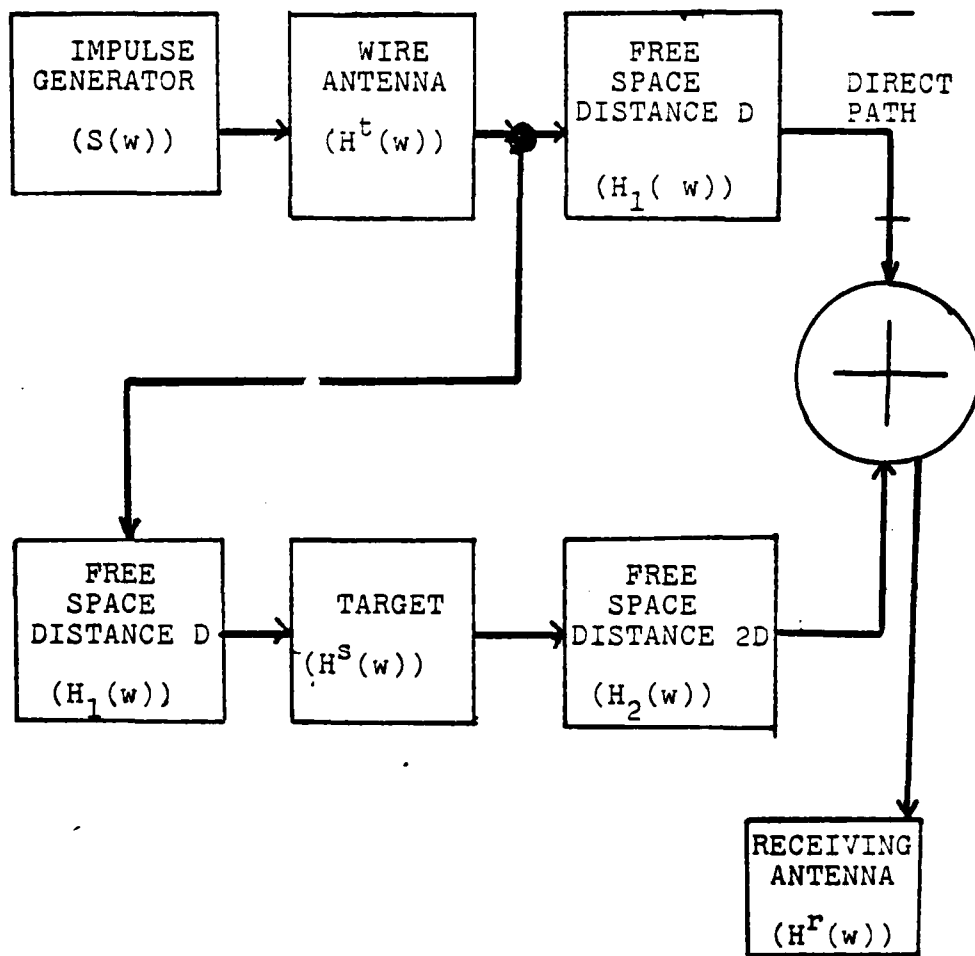 IMPULSE
GENERATOR
(S(w))
WIRE
ANTENNA
(H^t(w))
FREE
SPACE
DISTANCE D
(H_1( w))
DIRECT
PATH
FREE
SPACE
DISTANCE D
(H_1(w))
TARGET
(H^s(w))
FREE
SPACE
DISTANCE 2D
(H_2(w))
RECEIVING
ANTENNA
(H^r(w))